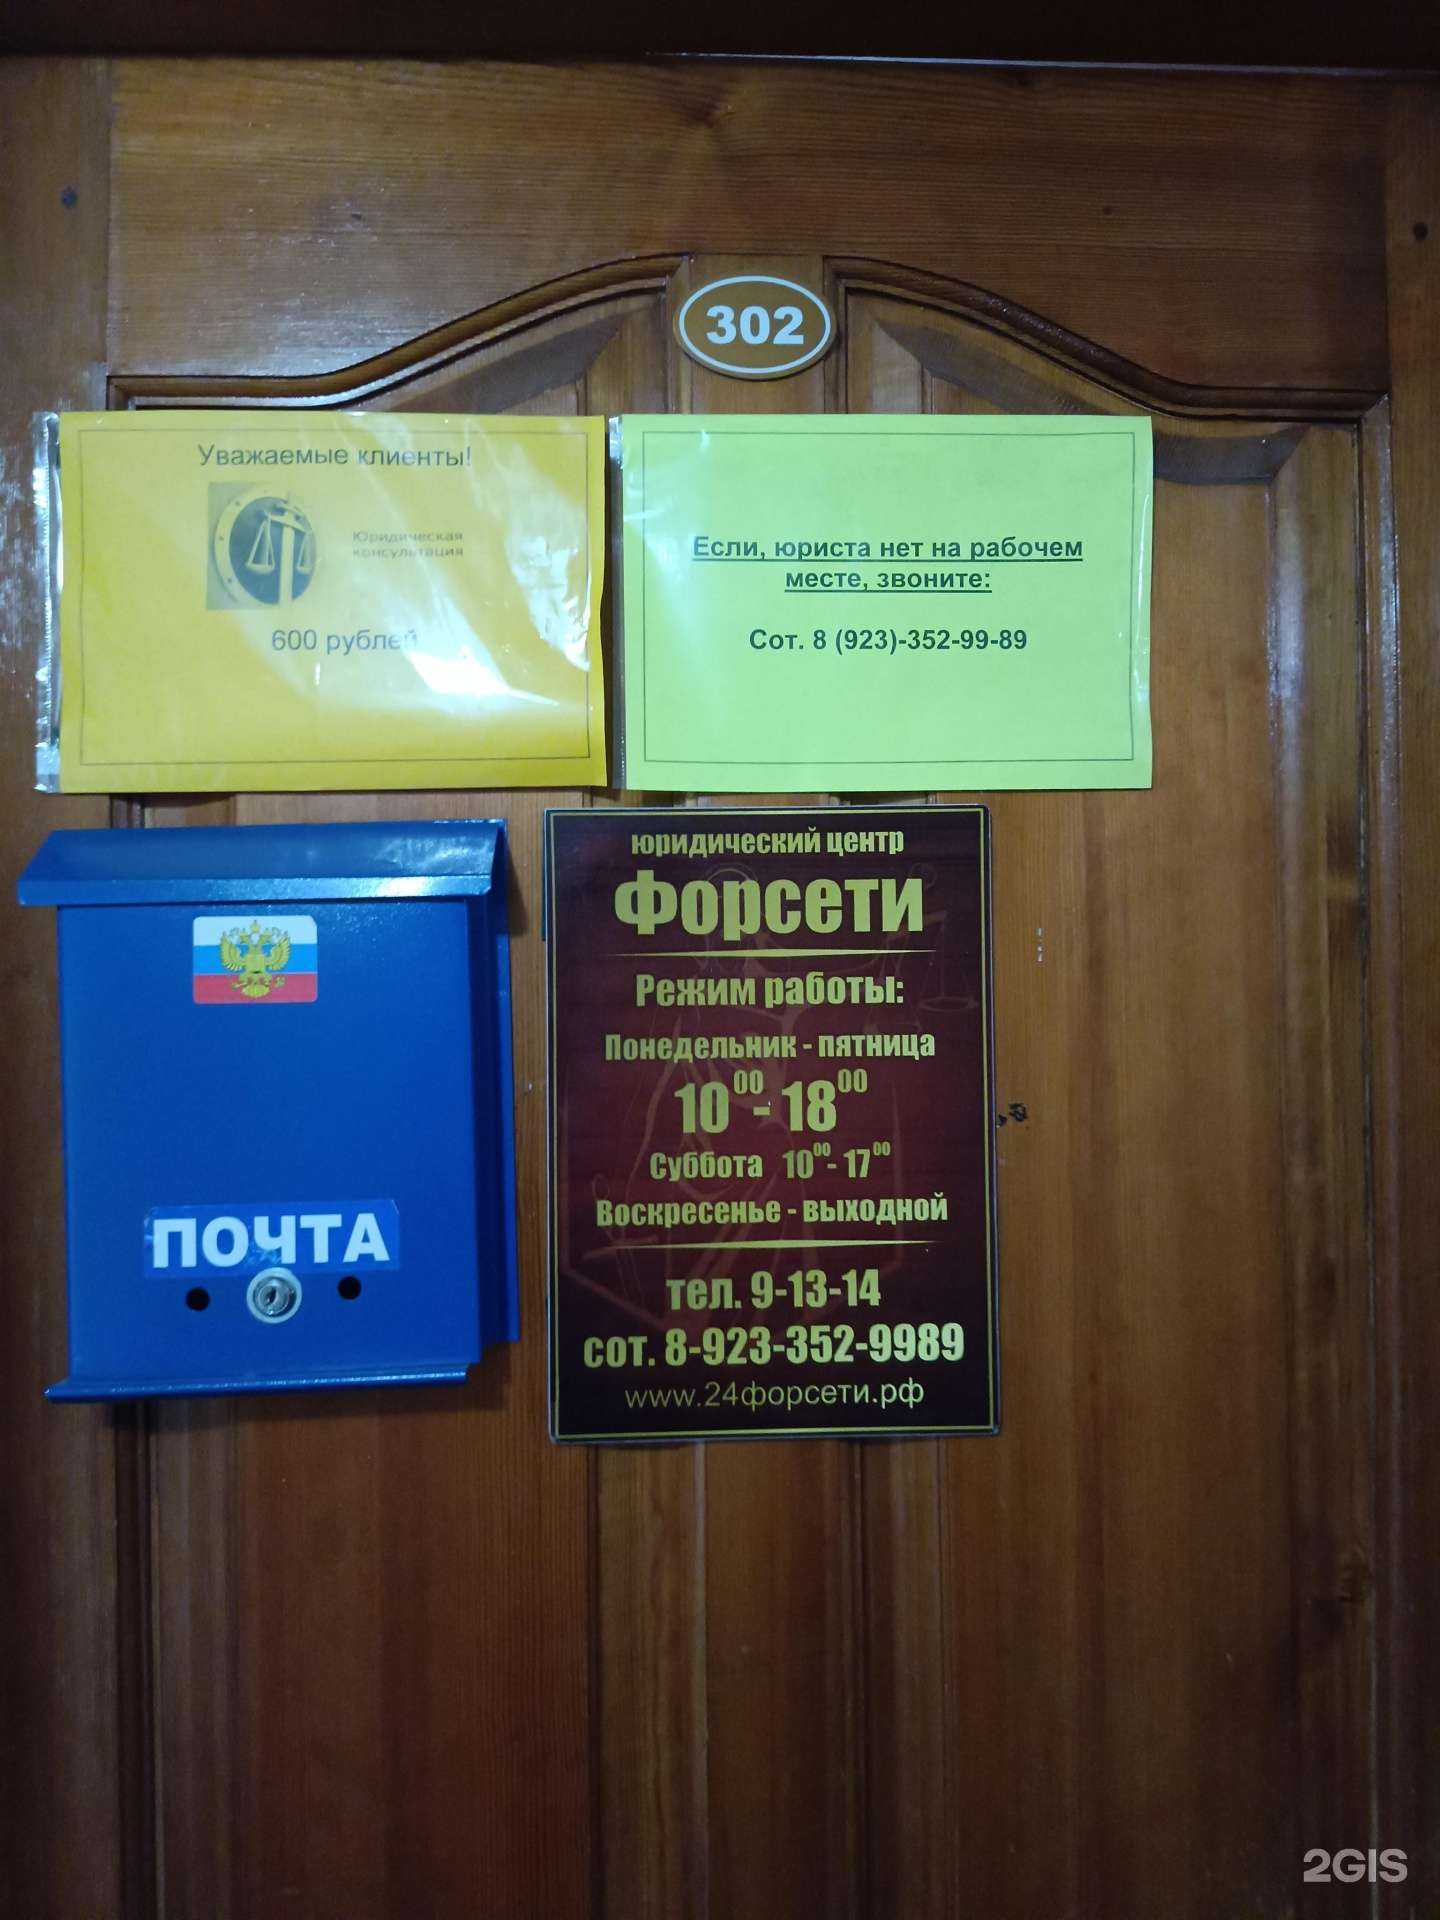 302
Уважаемые клиенты!
Юридическая
консультация
600 рублей
Если, юриста нет на рабочем
месте, звоните:
Сот. 8 (923)-352-99-89
юридический центр
Форсети
Режим работы:
Понедельник - пятница
10⁰⁰- 18⁰⁰
Суббота 10⁰⁰- 17⁰⁰
Воскресенье - выходной
тел. 9-13-14
сот. 8-923-352-9989
www.24форсети.рф
ПОЧТА
2GIS